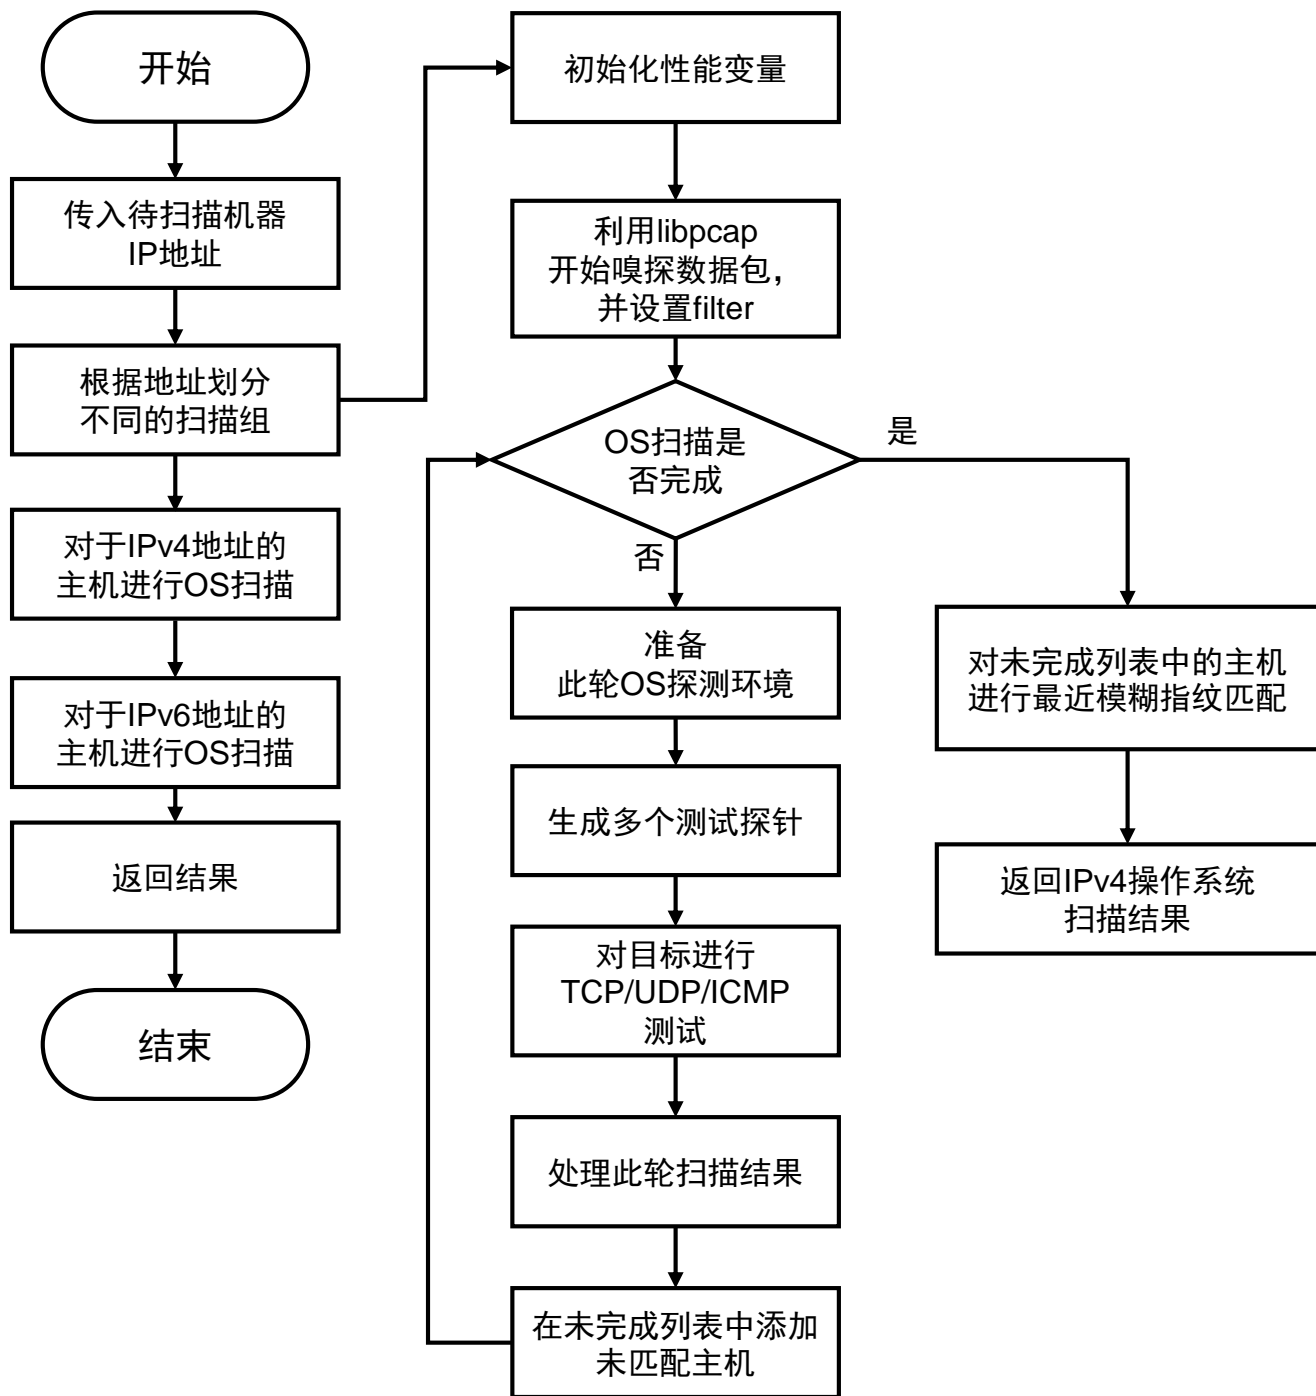 开始
传入待扫描机器
IP地址
根据地址划分
不同的扫描组
对于IPv4地址的
主机进行OS扫描
对于IPv6地址的
主机进行OS扫描
返回结果
结束
初始化性能变量
利用libpcap
开始嗅探数据包，
并设置filter
OS扫描是
否完成
是
否
准备
此轮OS探测环境
生成多个测试探针
对目标进行
TCP/UDP/ICMP
测试
处理此轮扫描结果
在未完成列表中添加
未匹配主机
对未完成列表中的主机
进行最近模糊指纹匹配
返回IPv4操作系统
扫描结果